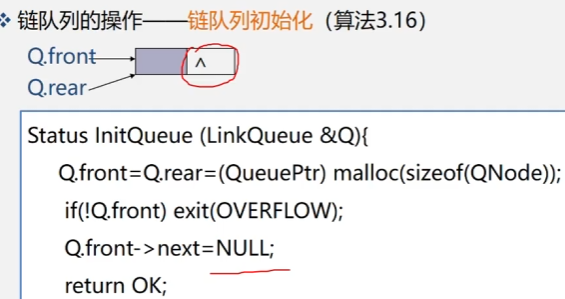 ❖ 链队列的操作——链队列初始化（算法3.16）
Q.front
^
Q.rear
Status InitQueue (LinkQueue &Q){
Q.front=Q.rear=(QueuePtr) malloc(sizeof(QNode));
if(!Q.front) exit(OVERFLOW);
Q.front->next=NULL;
return OK;